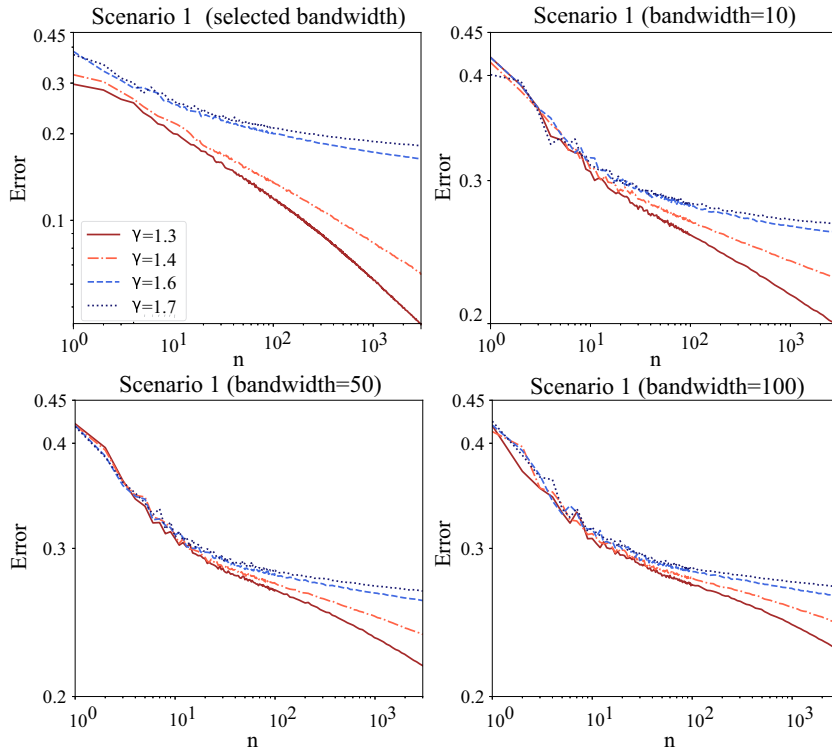 Scenario 1 (selected bandwidth)
0.45
0.3
0.2
0.1
Error
γ=1.3
γ=1.4
γ=1.6
γ=1.7
10^0
10^1
10^2
10^3
n
Scenario 1 (bandwidth=10)
0.45
0.4
0.3
0.2
Error
10^0
10^1
10^2
10^3
n
Scenario 1 (bandwidth=50)
0.45
0.4
0.3
0.2
Error
10^0
10^1
10^2
10^3
n
Scenario 1 (bandwidth=100)
0.45
0.4
0.3
0.2
Error
10^0
10^1
10^2
10^3
n